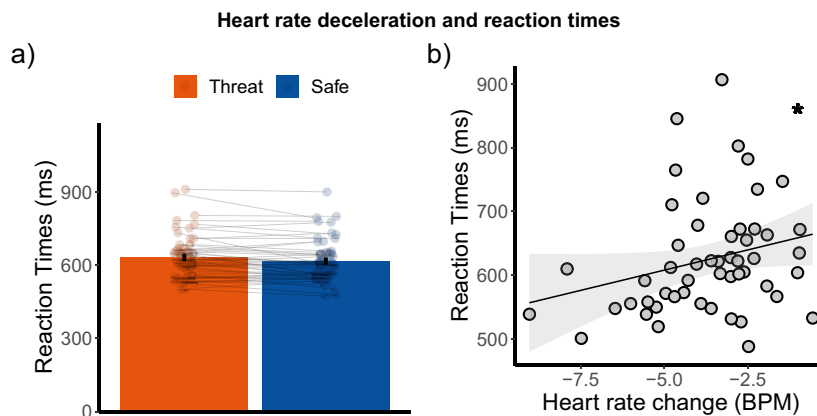 Heart rate deceleration and reaction times
a)
Threat Safe
Reaction Times (ms)
900
600
300
0
b)
Reaction Times (ms)
900
800
700
600
500
*
−7.5 −5.0 −2.5
Heart rate change (BPM)